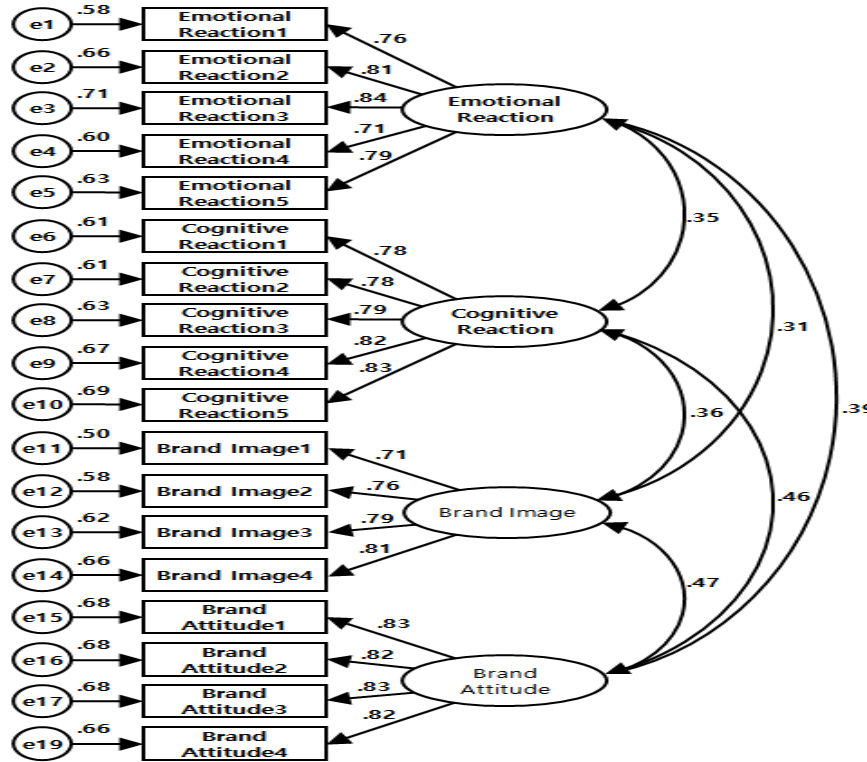 e1
.58
Emotional
Reaction1
.76
e2
.66
Emotional
Reaction2
.81
e3
.71
Emotional
Reaction3
.84
e4
.60
Emotional
Reaction4
.71
e5
.63
Emotional
Reaction5
.79
Emotional
Reaction
e6
.61
Cognitive
Reaction1
.78
e7
.61
Cognitive
Reaction2
.78
e8
.63
Cognitive
Reaction3
.79
e9
.67
Cognitive
Reaction4
.82
e10
.69
Cognitive
Reaction5
.83
Cognitive
Reaction
e11
.50
Brand Image1
.71
e12
.58
Brand Image2
.76
e13
.62
Brand Image3
.79
e14
.66
Brand Image4
.81
Brand Image
e15
.68
Brand
Attitude1
.83
e16
.68
Brand
Attitude2
.82
e17
.68
Brand
Attitude3
.83
e19
.66
Brand
Attitude4
.82
Brand
Attitude
.35
.31
.39
.36
.46
.47